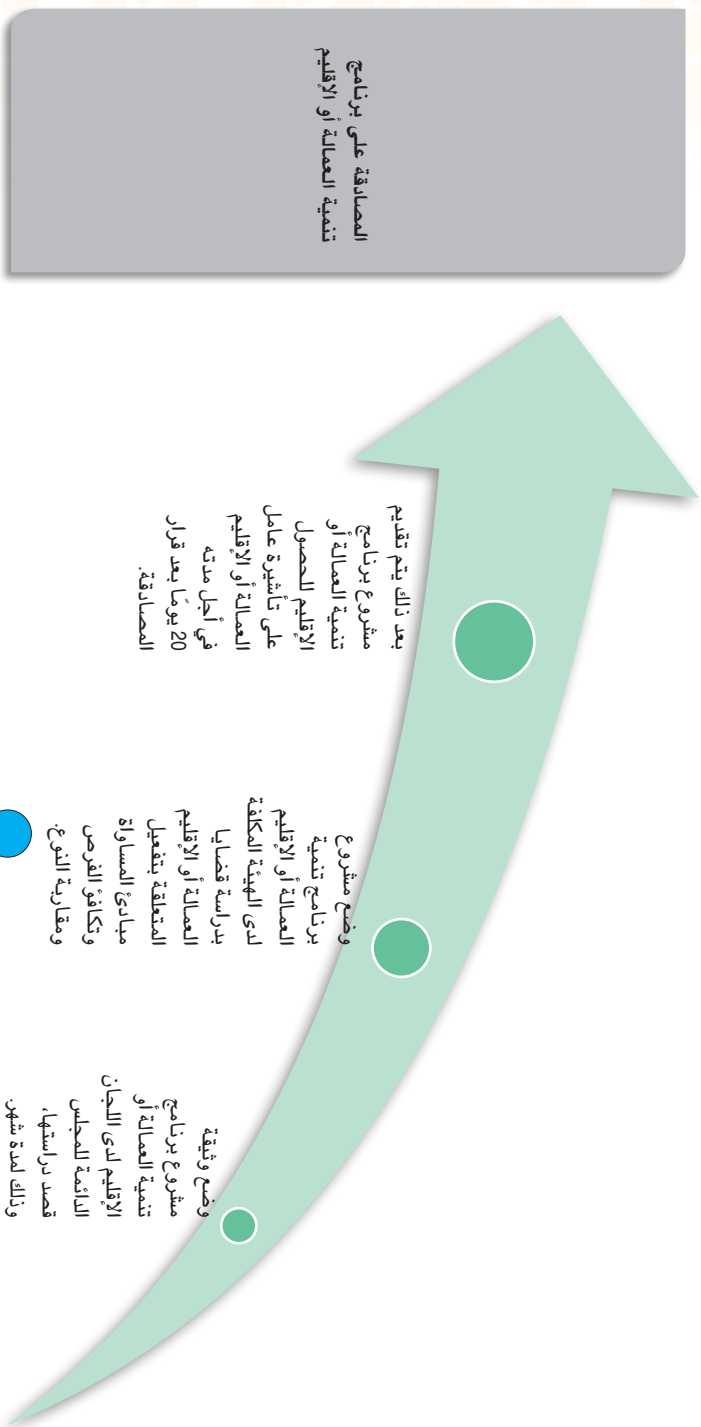 المصادقة على برنامج
تنمية العمالة أو الإقليم
وضع وثيقة
مشروع برنامج
تنمية العمالة أو
الإقليم لدى اللجان
الدائمة للمجلس
قصد دراستها،
وذلك لمدة شهر.
وضع مشروع
برنامج تنمية
العمالة أو الإقليم
لدى الهيئة المكلفة
بدراسة قضايا
العمالة أو الإقليم
المتعلقة بتفعيل
مبادئ المساواة
وتكافؤ الفرص
ومقاربة النوع.
بعد ذلك يتم تقديم
مشروع برنامج
تنمية العمالة أو
الإقليم للحصول
على تأشيرة عامل
العمالة أو الإقليم
في أجل مدته
20 يومًا بعد قرار
المصادقة.